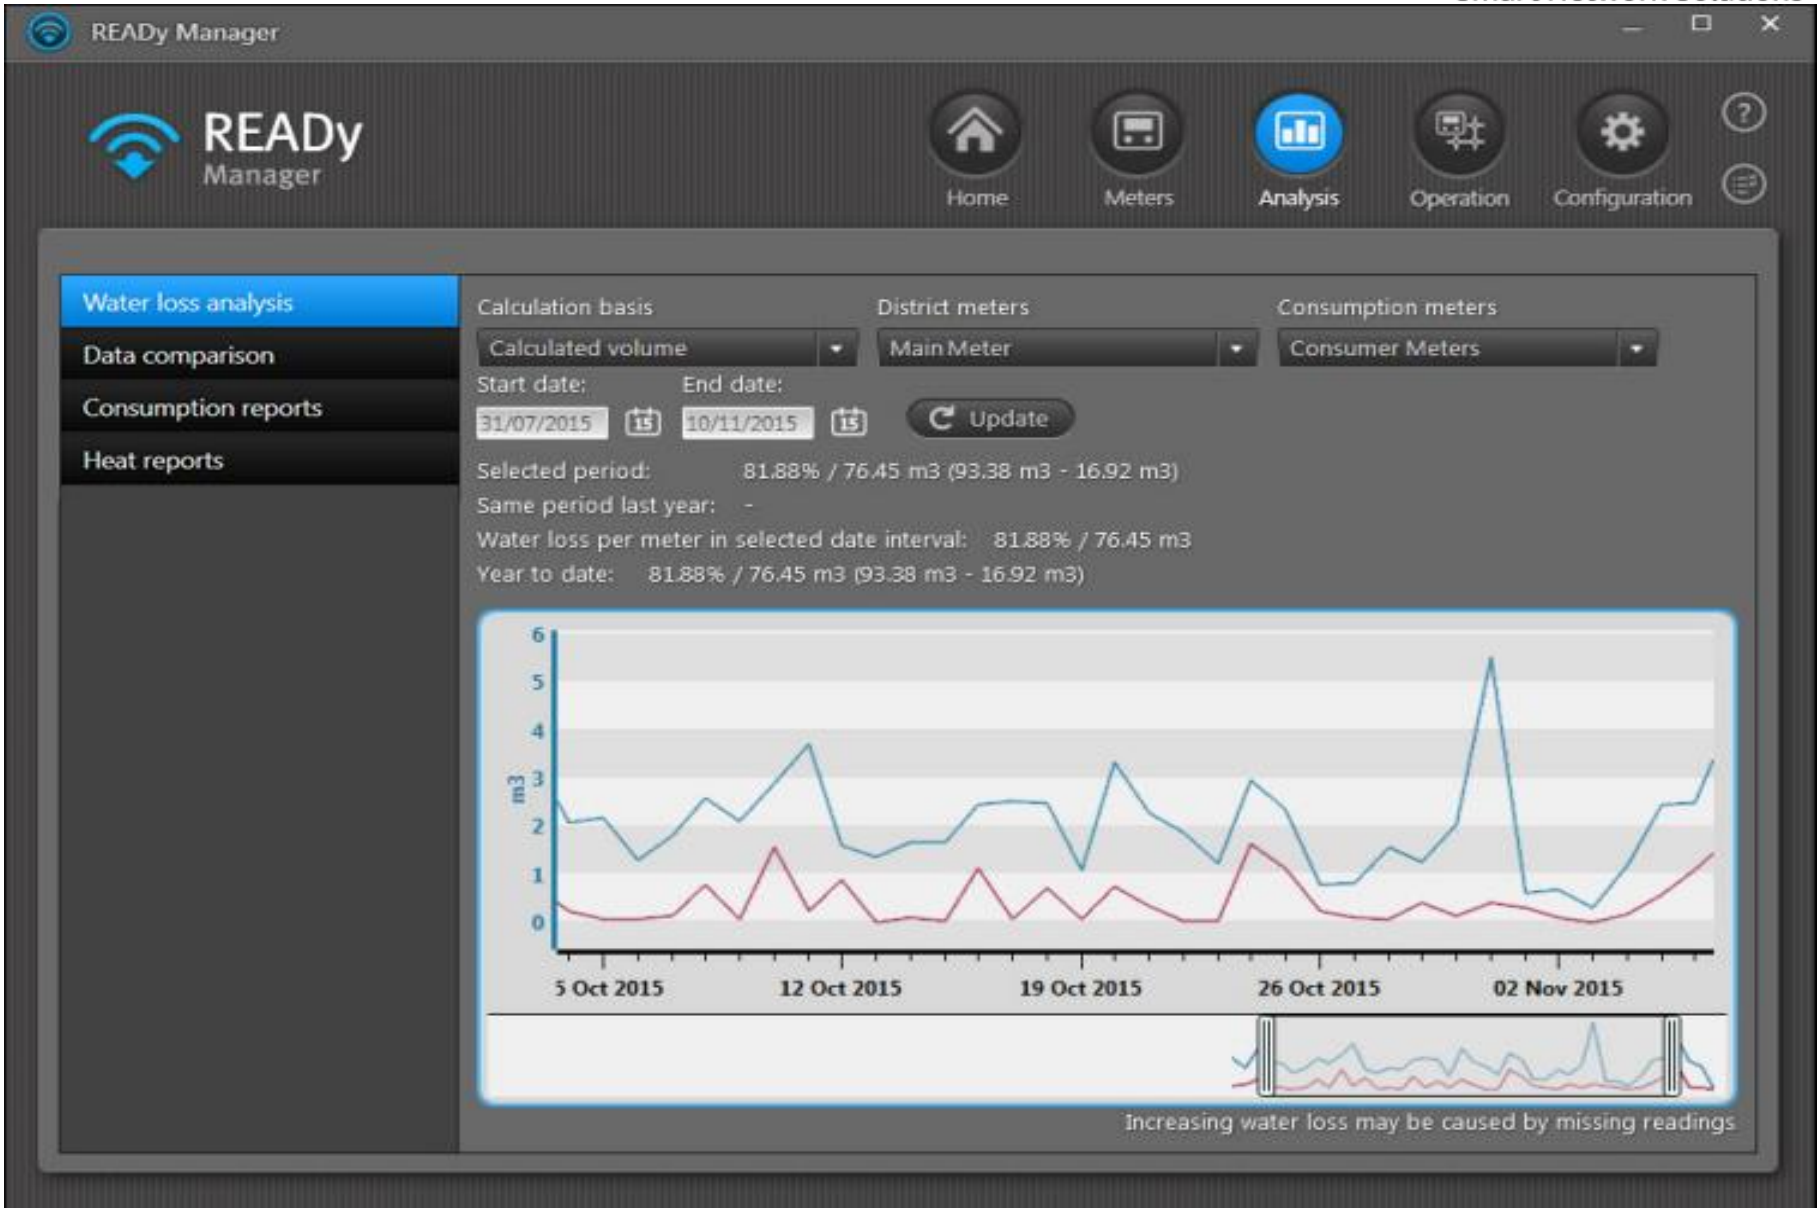 READy Manager
READy
Manager
Home
Meters
Analysis
Operation
Configuration
?
Water loss analysis
Data comparison
Consumption reports
Heat reports
Calculation basis
District meters
Consumption meters
Calculated volume
Main Meter
Consumer Meters
Start date:
End date:
31/07/2015
15
10/11/2015
15
Update
Selected period: 81.88% / 76.45 m3 (93.38 m3 - 16.92 m3)
Same period last year: -
Water loss per meter in selected date interval: 81.88% / 76.45 m3
Year to date: 81.88% / 76.45 m3 (93.38 m3 - 16.92 m3)
6
5
4
3
2
1
0
m3
5 Oct 2015
12 Oct 2015
19 Oct 2015
26 Oct 2015
02 Nov 2015
Increasing water loss may be caused by missing readings